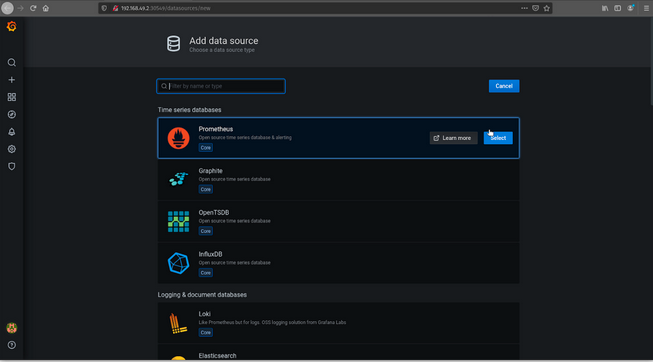 192.168.49.2:30549/datasources/new
Add data source
Choose a data source type
Filter by name or type
Cancel
Time series databases
Prometheus
Open source time series database & alerting
Core
Learn more
Select
Graphite
Open source time series database
Core
OpenTSDB
Open source time series database
Core
InfluxDB
Open source time series database
Core
Logging & document databases
Loki
Like Prometheus but for logs. OSS logging solution from Grafana Labs
Core
Elasticsearch